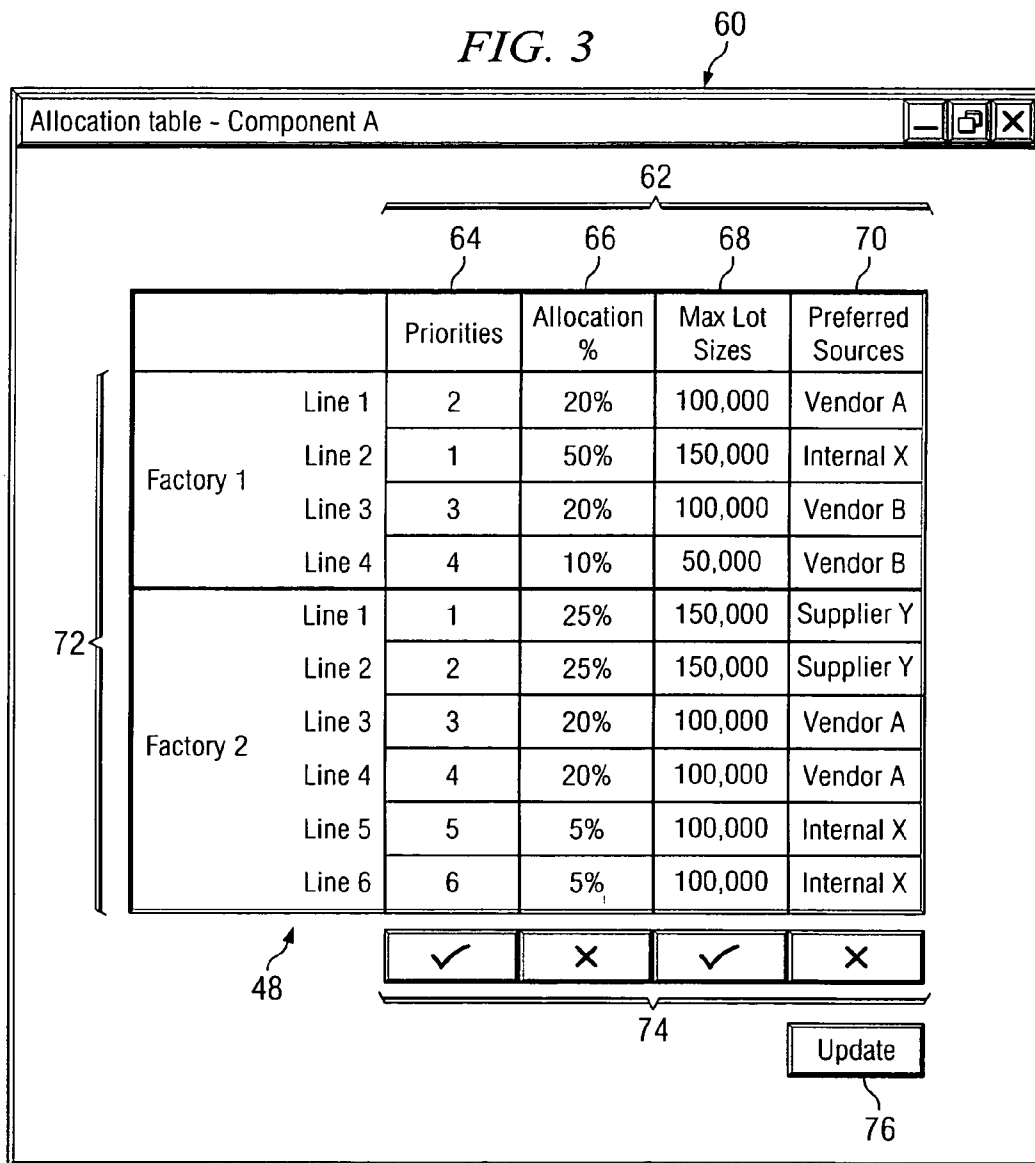 FIG. 3
60
Allocation table - Component A
62
64 66 68 70
Priorities Allocation % Max Lot Sizes Preferred Sources
Factory 1
Line 1 2 20% 100,000 Vendor A
Line 2 1 50% 150,000 Internal X
Line 3 3 20% 100,000 Vendor B
Line 4 4 10% 50,000 Vendor B
72
Factory 2
Line 1 1 25% 150,000 Supplier Y
Line 2 2 25% 150,000 Supplier Y
Line 3 3 20% 100,000 Vendor A
Line 4 4 20% 100,000 Vendor A
Line 5 5 5% 100,000 Internal X
Line 6 6 5% 100,000 Internal X
48
74
Update
76